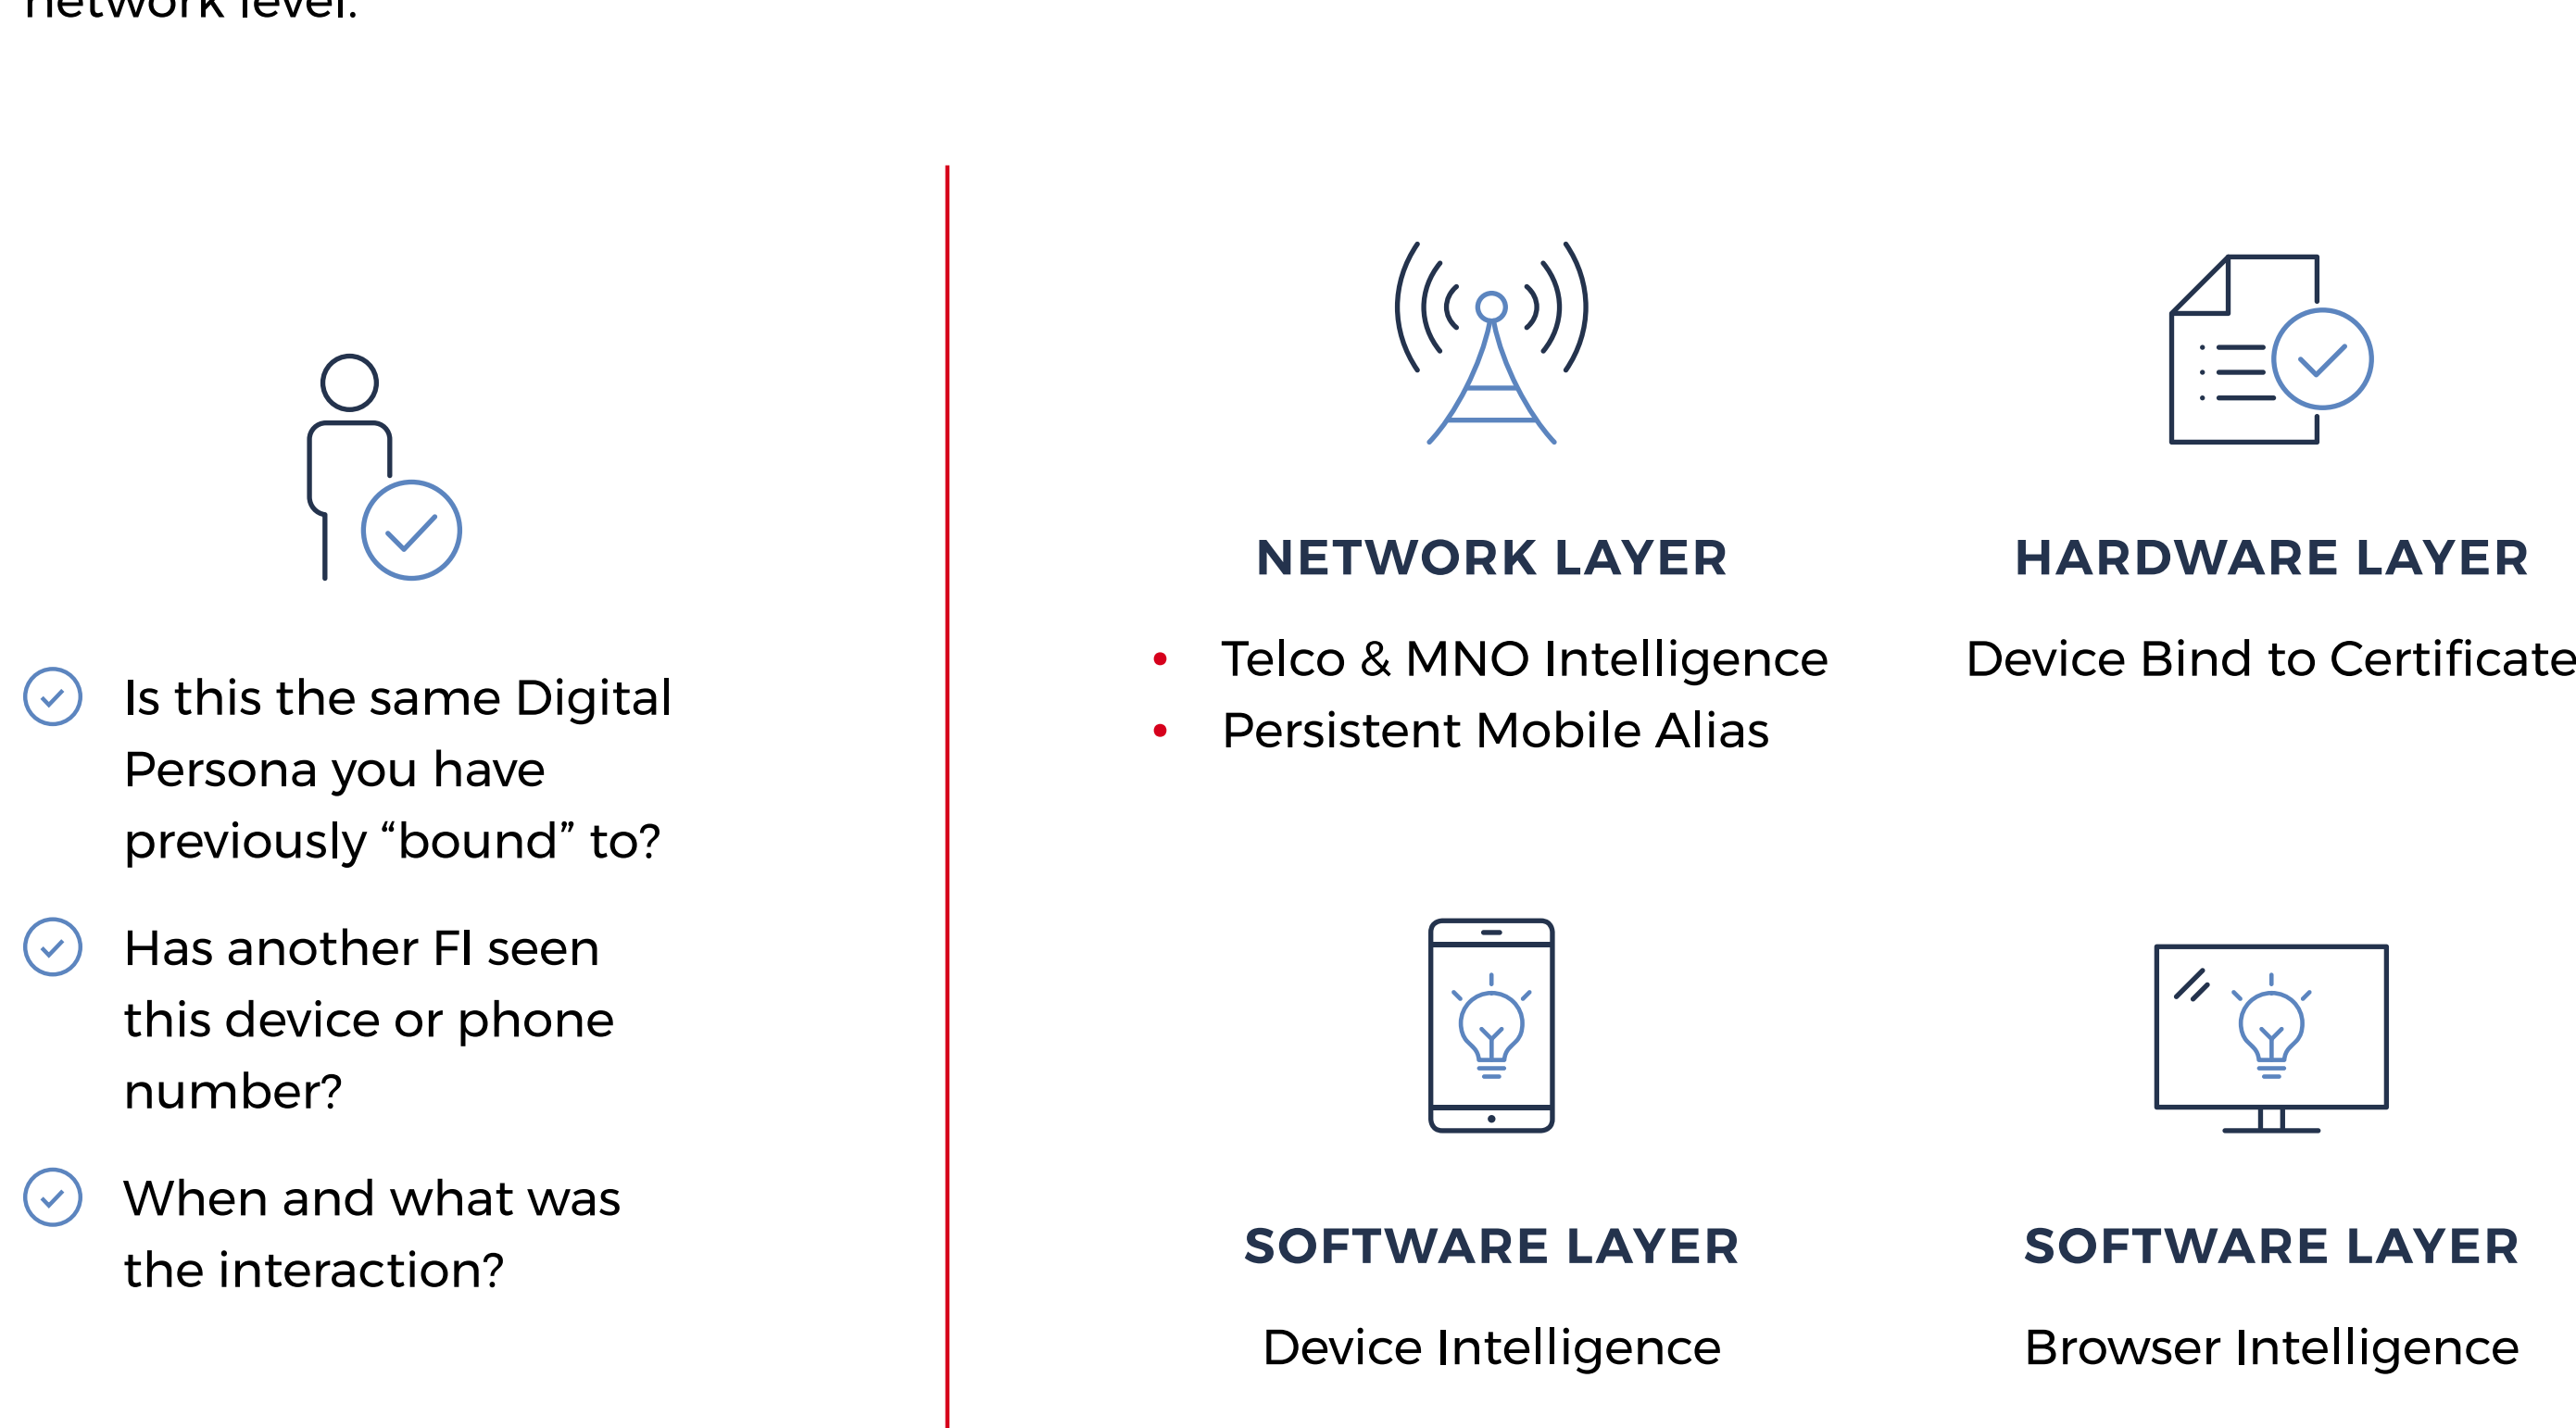 network level.
Is this the same Digital
Persona you have
previously “bound” to?
Has another FI seen
this device or phone
number?
When and what was
the interaction?
NETWORK LAYER
• Telco & MNO Intelligence
• Persistent Mobile Alias
HARDWARE LAYER
Device Bind to Certificate
SOFTWARE LAYER
Device Intelligence
SOFTWARE LAYER
Browser Intelligence